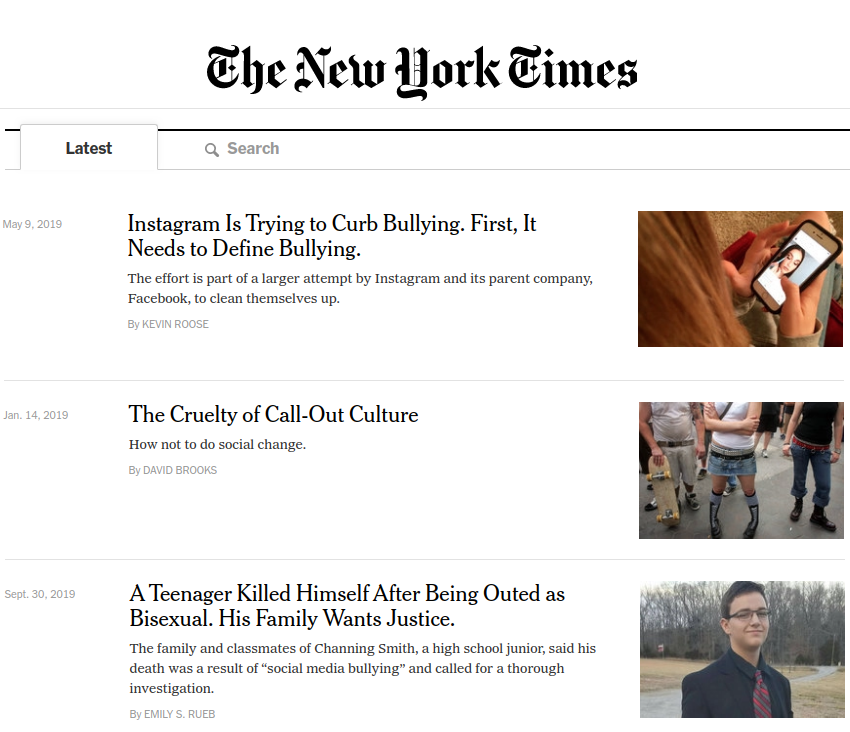 The New York Times
Latest
Search
May 9, 2019
Instagram Is Trying to Curb Bullying. First, It
Needs to Define Bullying.
The effort is part of a larger attempt by Instagram and its parent company,
Facebook, to clean themselves up.
By KEVIN ROOSE
Jan. 14, 2019
The Cruelty of Call-Out Culture
How not to do social change.
By DAVID BROOKS
Sept. 30, 2019
A Teenager Killed Himself After Being Outed as
Bisexual. His Family Wants Justice.
The family and classmates of Channing Smith, a high school junior, said his
death was a result of “social media bullying” and called for a thorough
investigation.
By EMILY S. RUEB